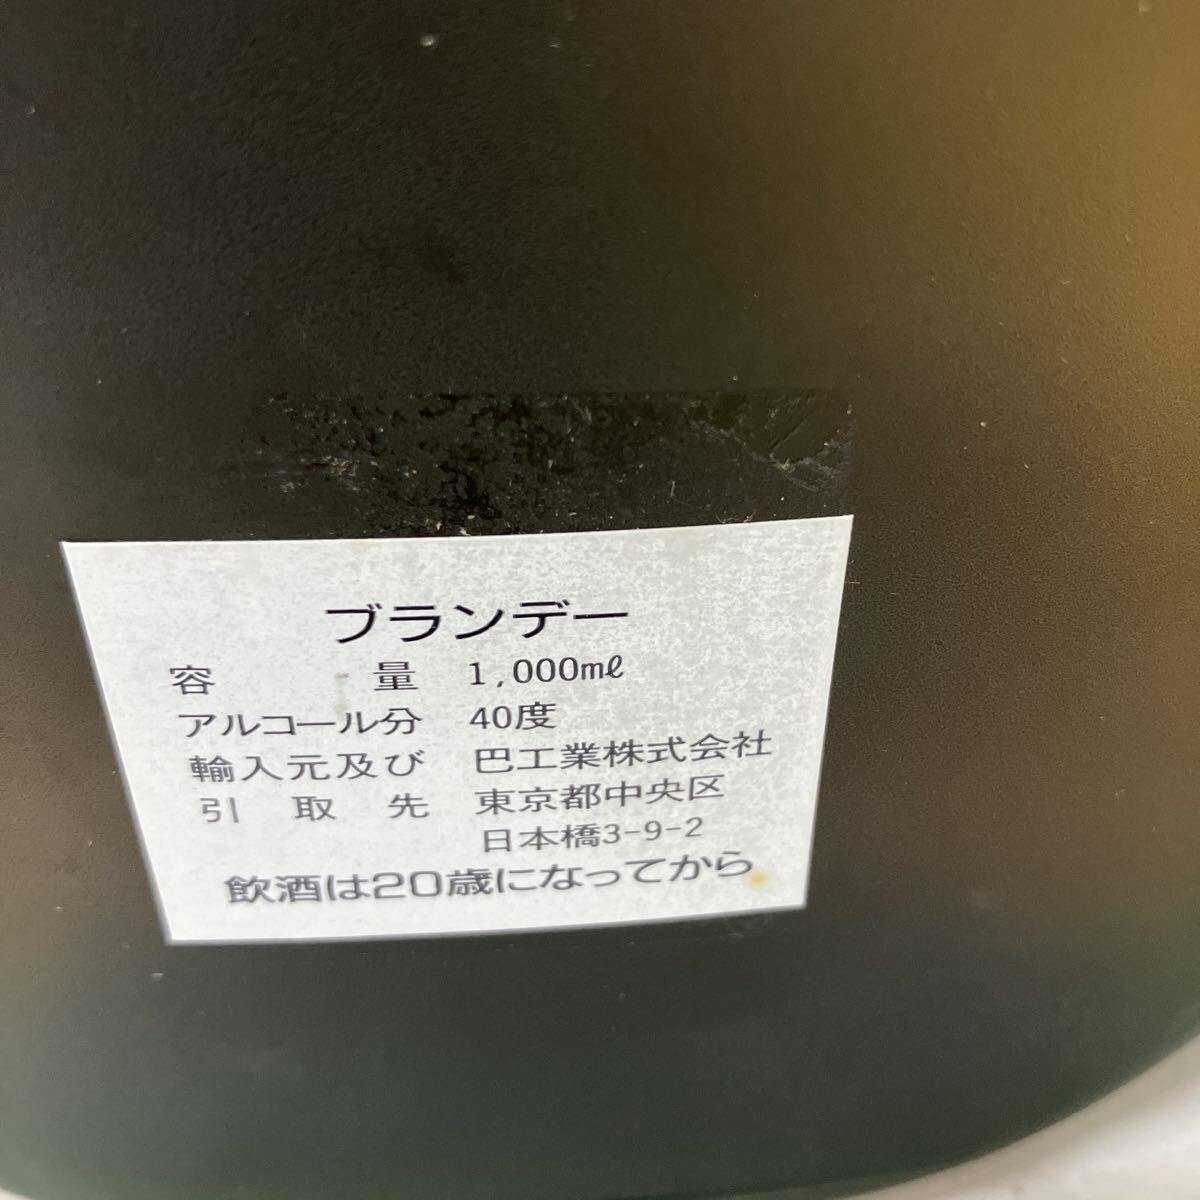 ブランデー
容量 1,000mℓ
アルコール分 40度
輸入元及び 巴工業株式会社
引取先 東京都中央区
日本橋3-9-2
飲酒は20歳になってから